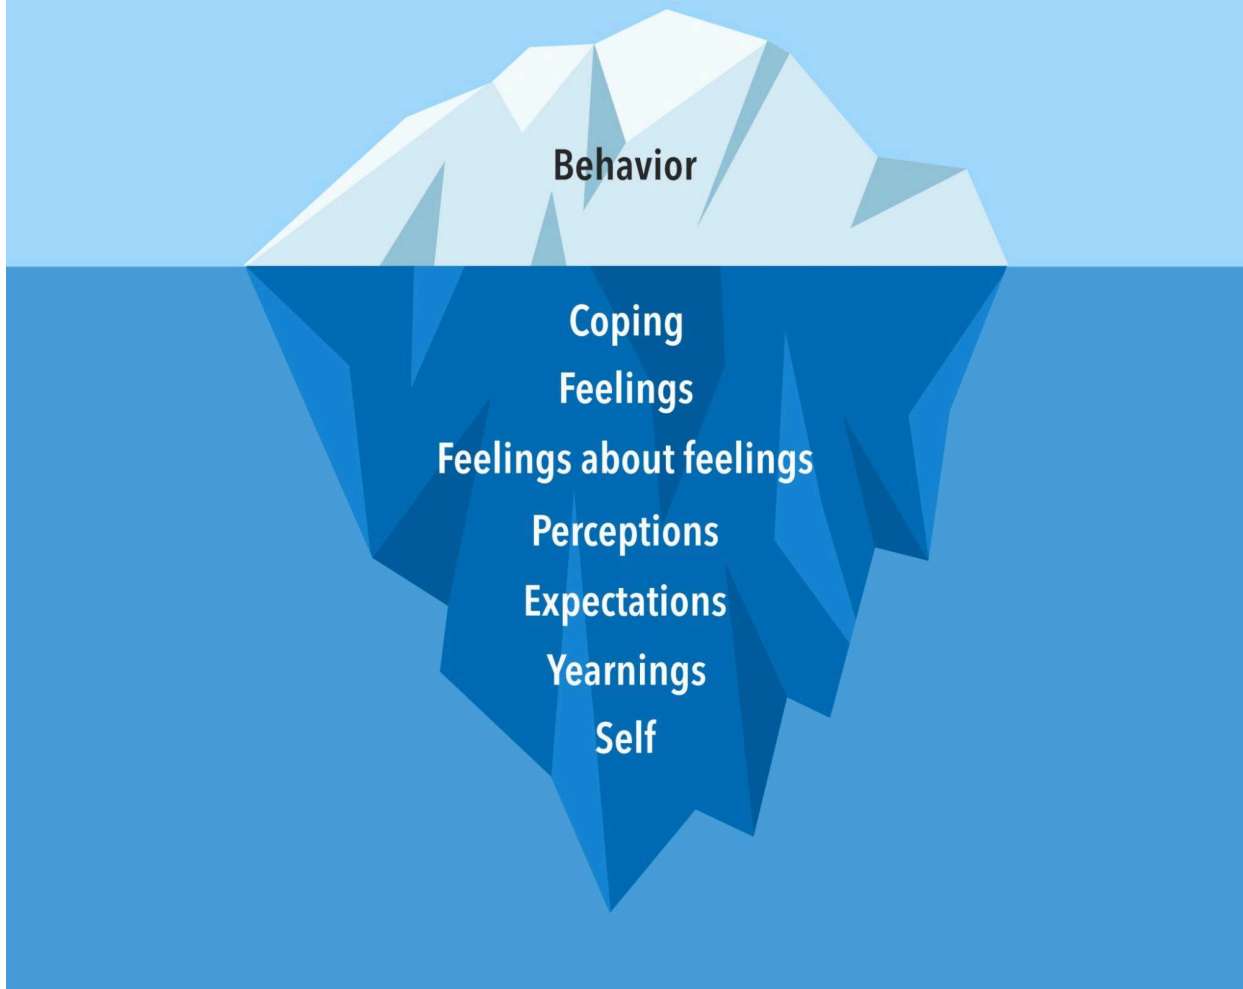 Behavior
Coping
Feelings
Feelings about feelings
Perceptions
Expectations
Yearnings
Self